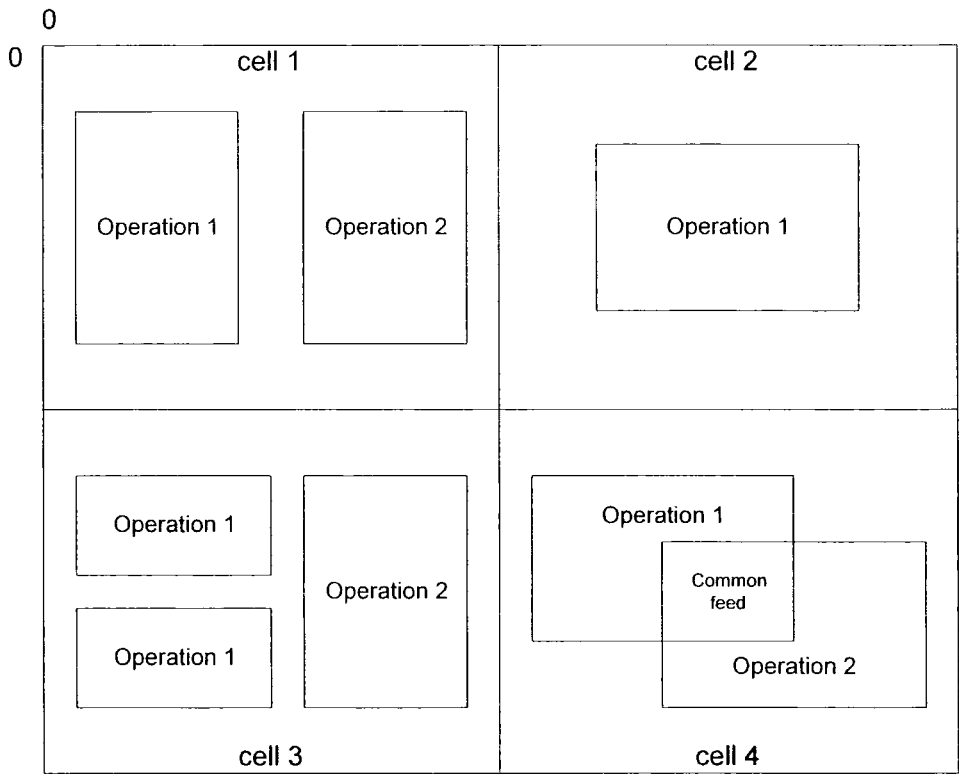 0
0
cell 1
cell 2
Operation 1
Operation 2
Operation 1
Operation 1
Operation 1
Operation 2
Operation 1
Common
feed
Operation 2
cell 3
cell 4